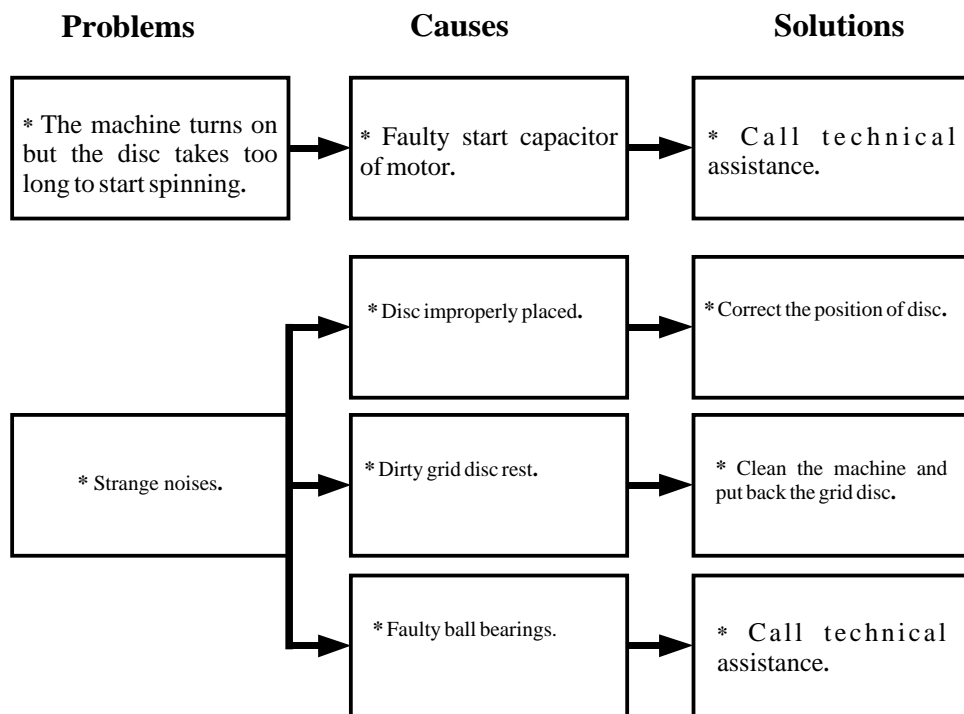 Problems Causes Solutions
* The machine turns on
but the disc takes too
long to start spinning.
* Faulty start capacitor
of motor.
* Call technical
assistance.
* Strange noises.
* Disc improperly placed.
* Correct the position of disc.
* Dirty grid disc rest.
* Clean the machine and
put back the grid disc.
* Faulty ball bearings.
* Call technical
assistance.